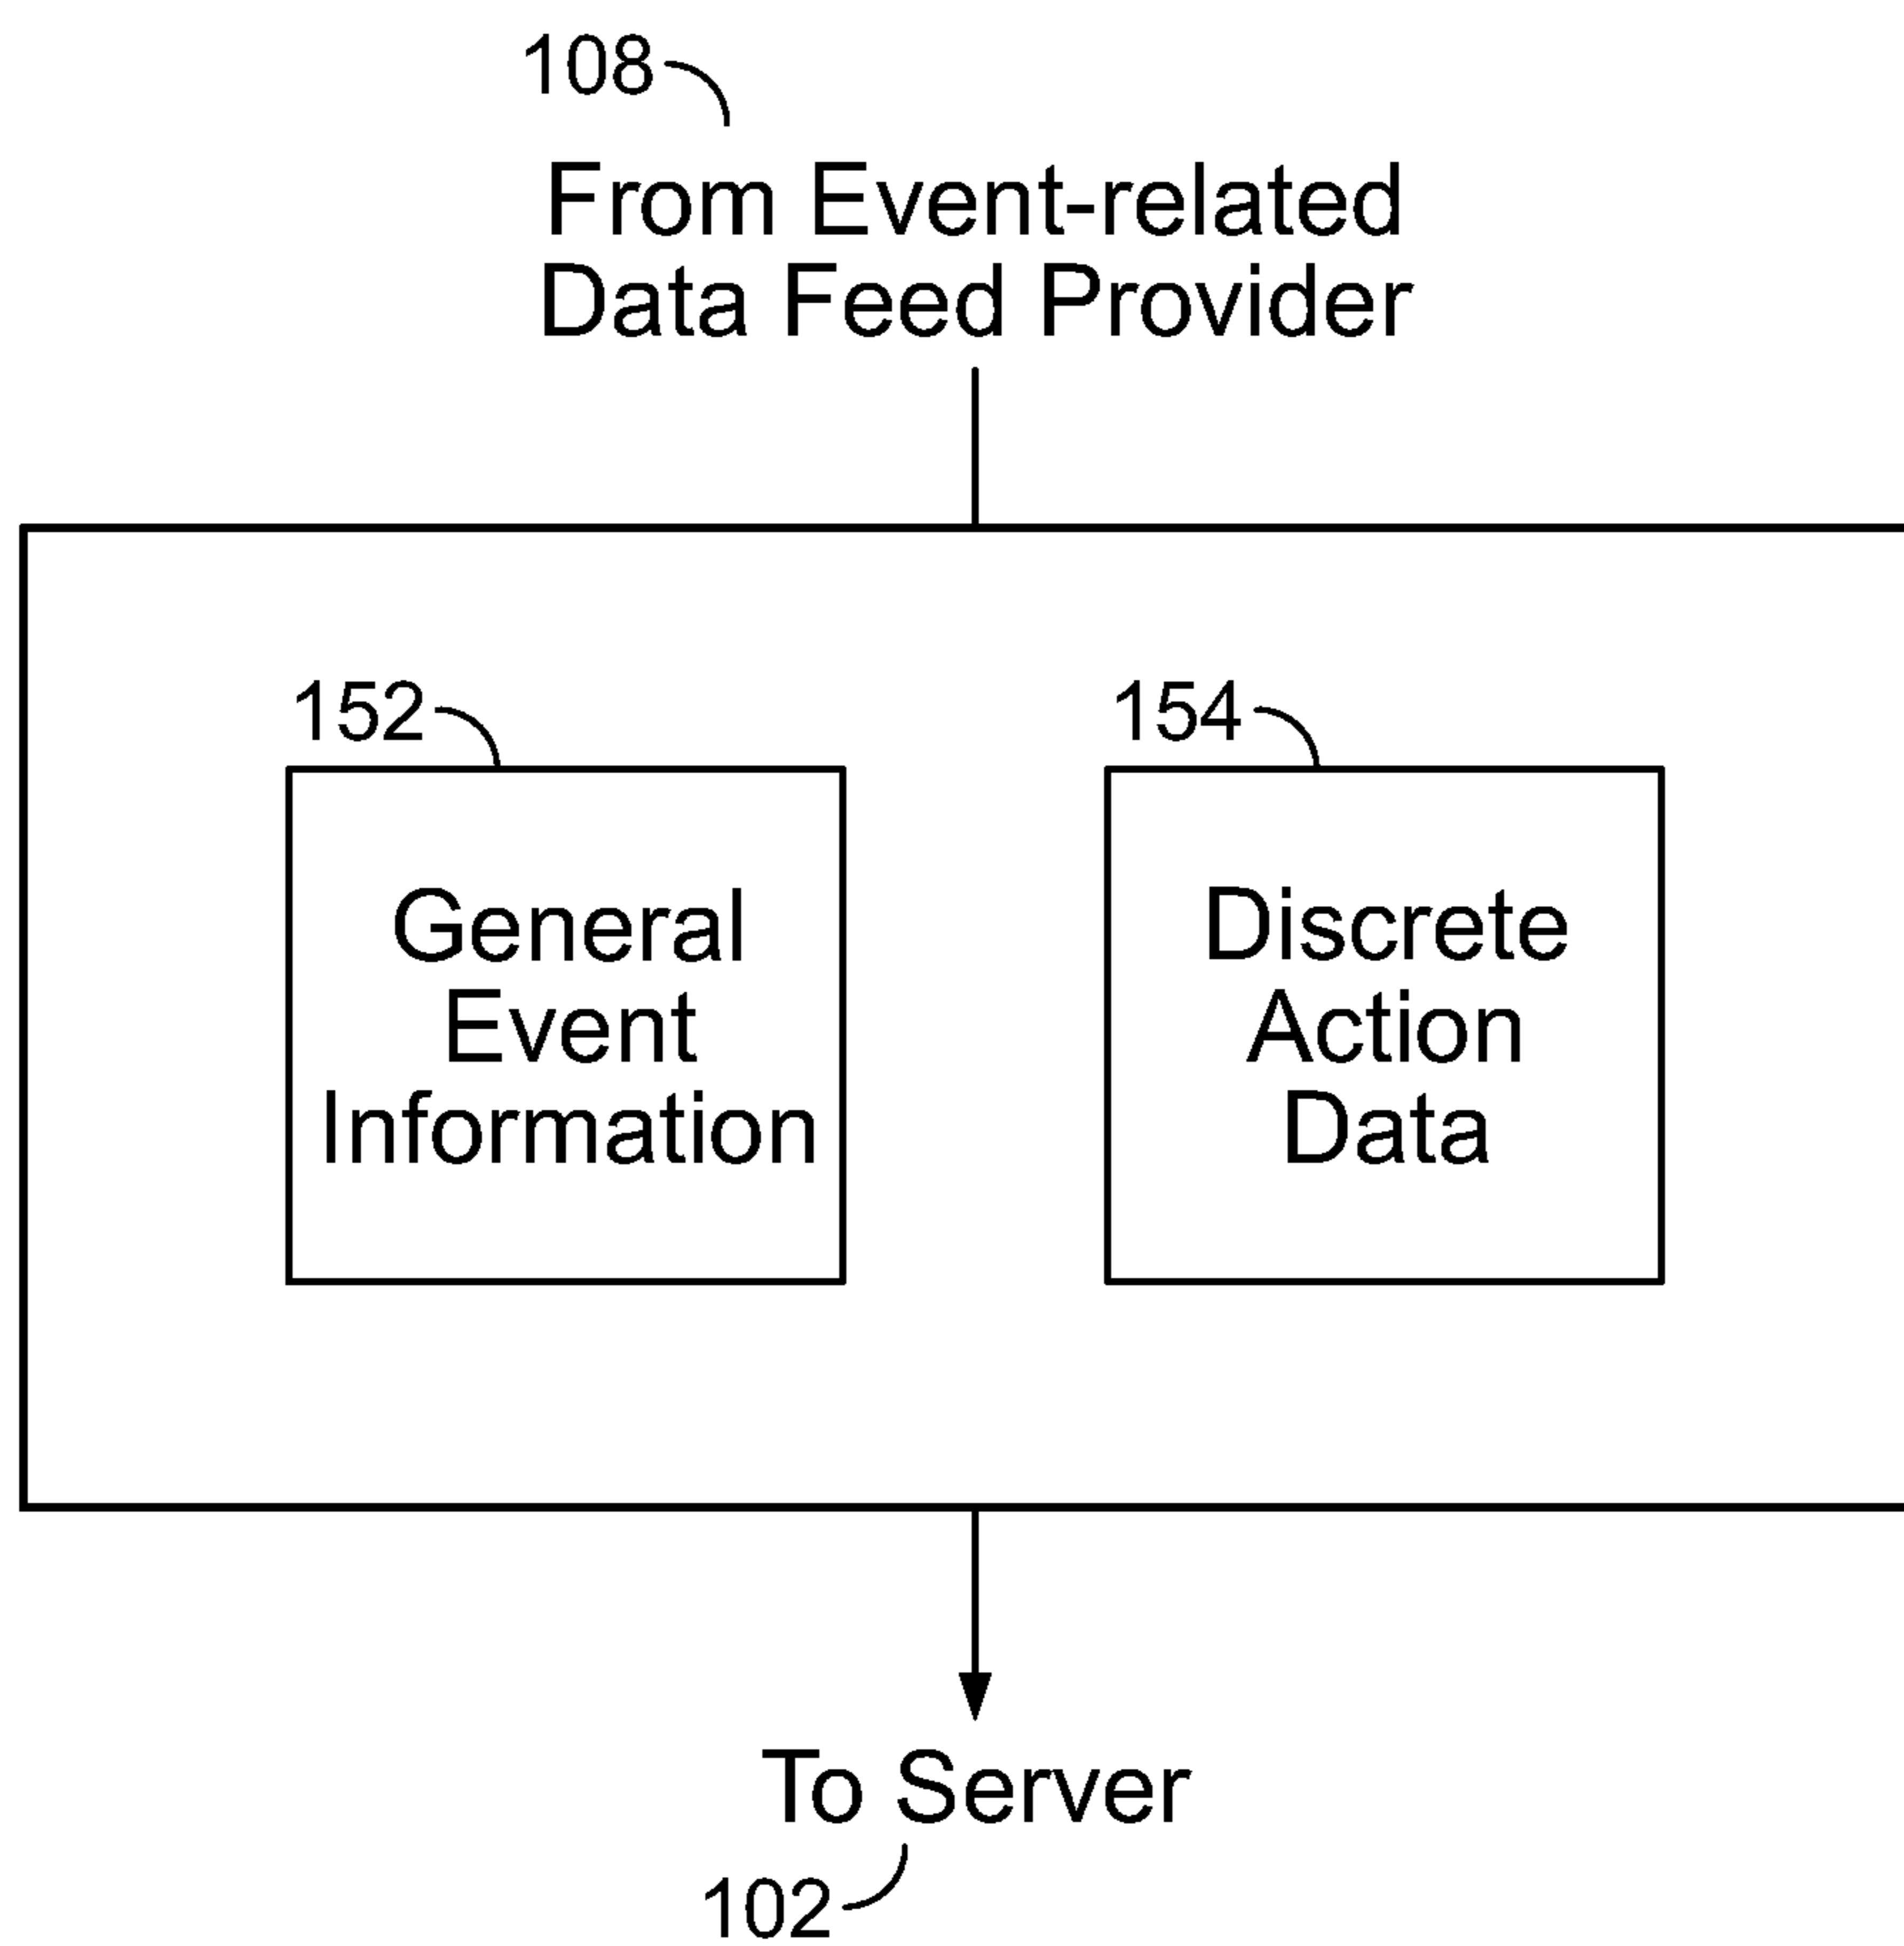 108
From Event-related
Data Feed Provider
152
154
General
Event
Information
Discrete
Action
Data
To Server
102